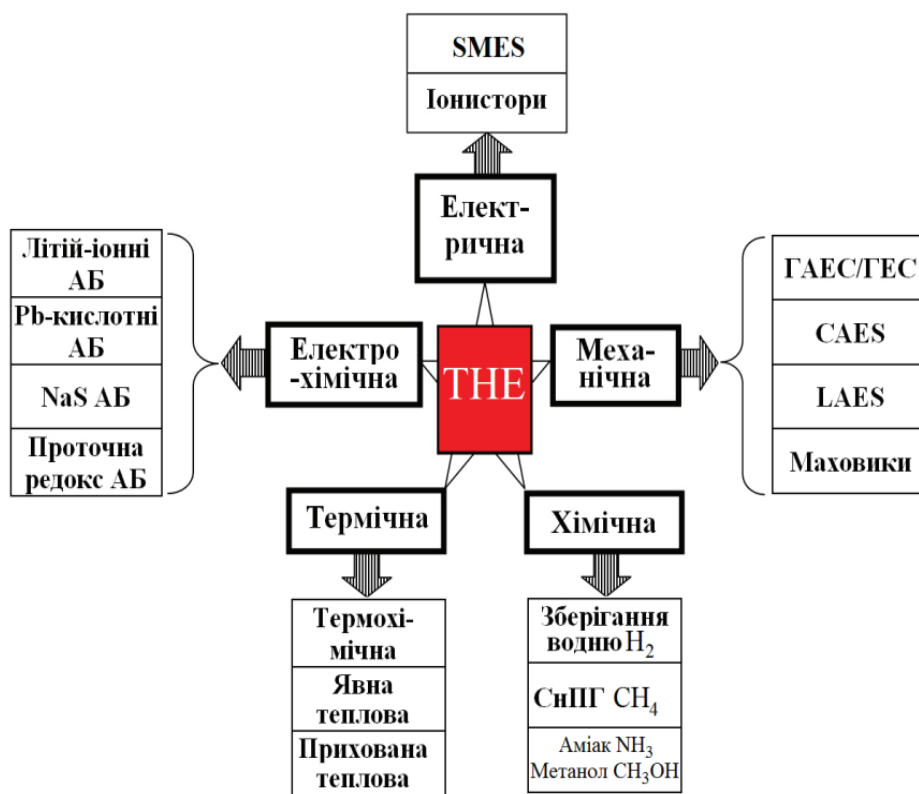 SMES
Іонистори
Елект-
рична
Літій-іонні
АБ
Pb-кислотні
АБ
NaS АБ
Проточна
редокс АБ
Електро
-хімічна
ТНЕ
Меха-
нічна
ГАЕС/ГЕС
CAES
LAES
Маховики
Термічна
Хімічна
Термохі-
мічна
Явна
теплова
Прихована
теплова
Зберігання
водню H₂
СнПГ CH₄
Аміак NH₃
Метанол CH₃OH